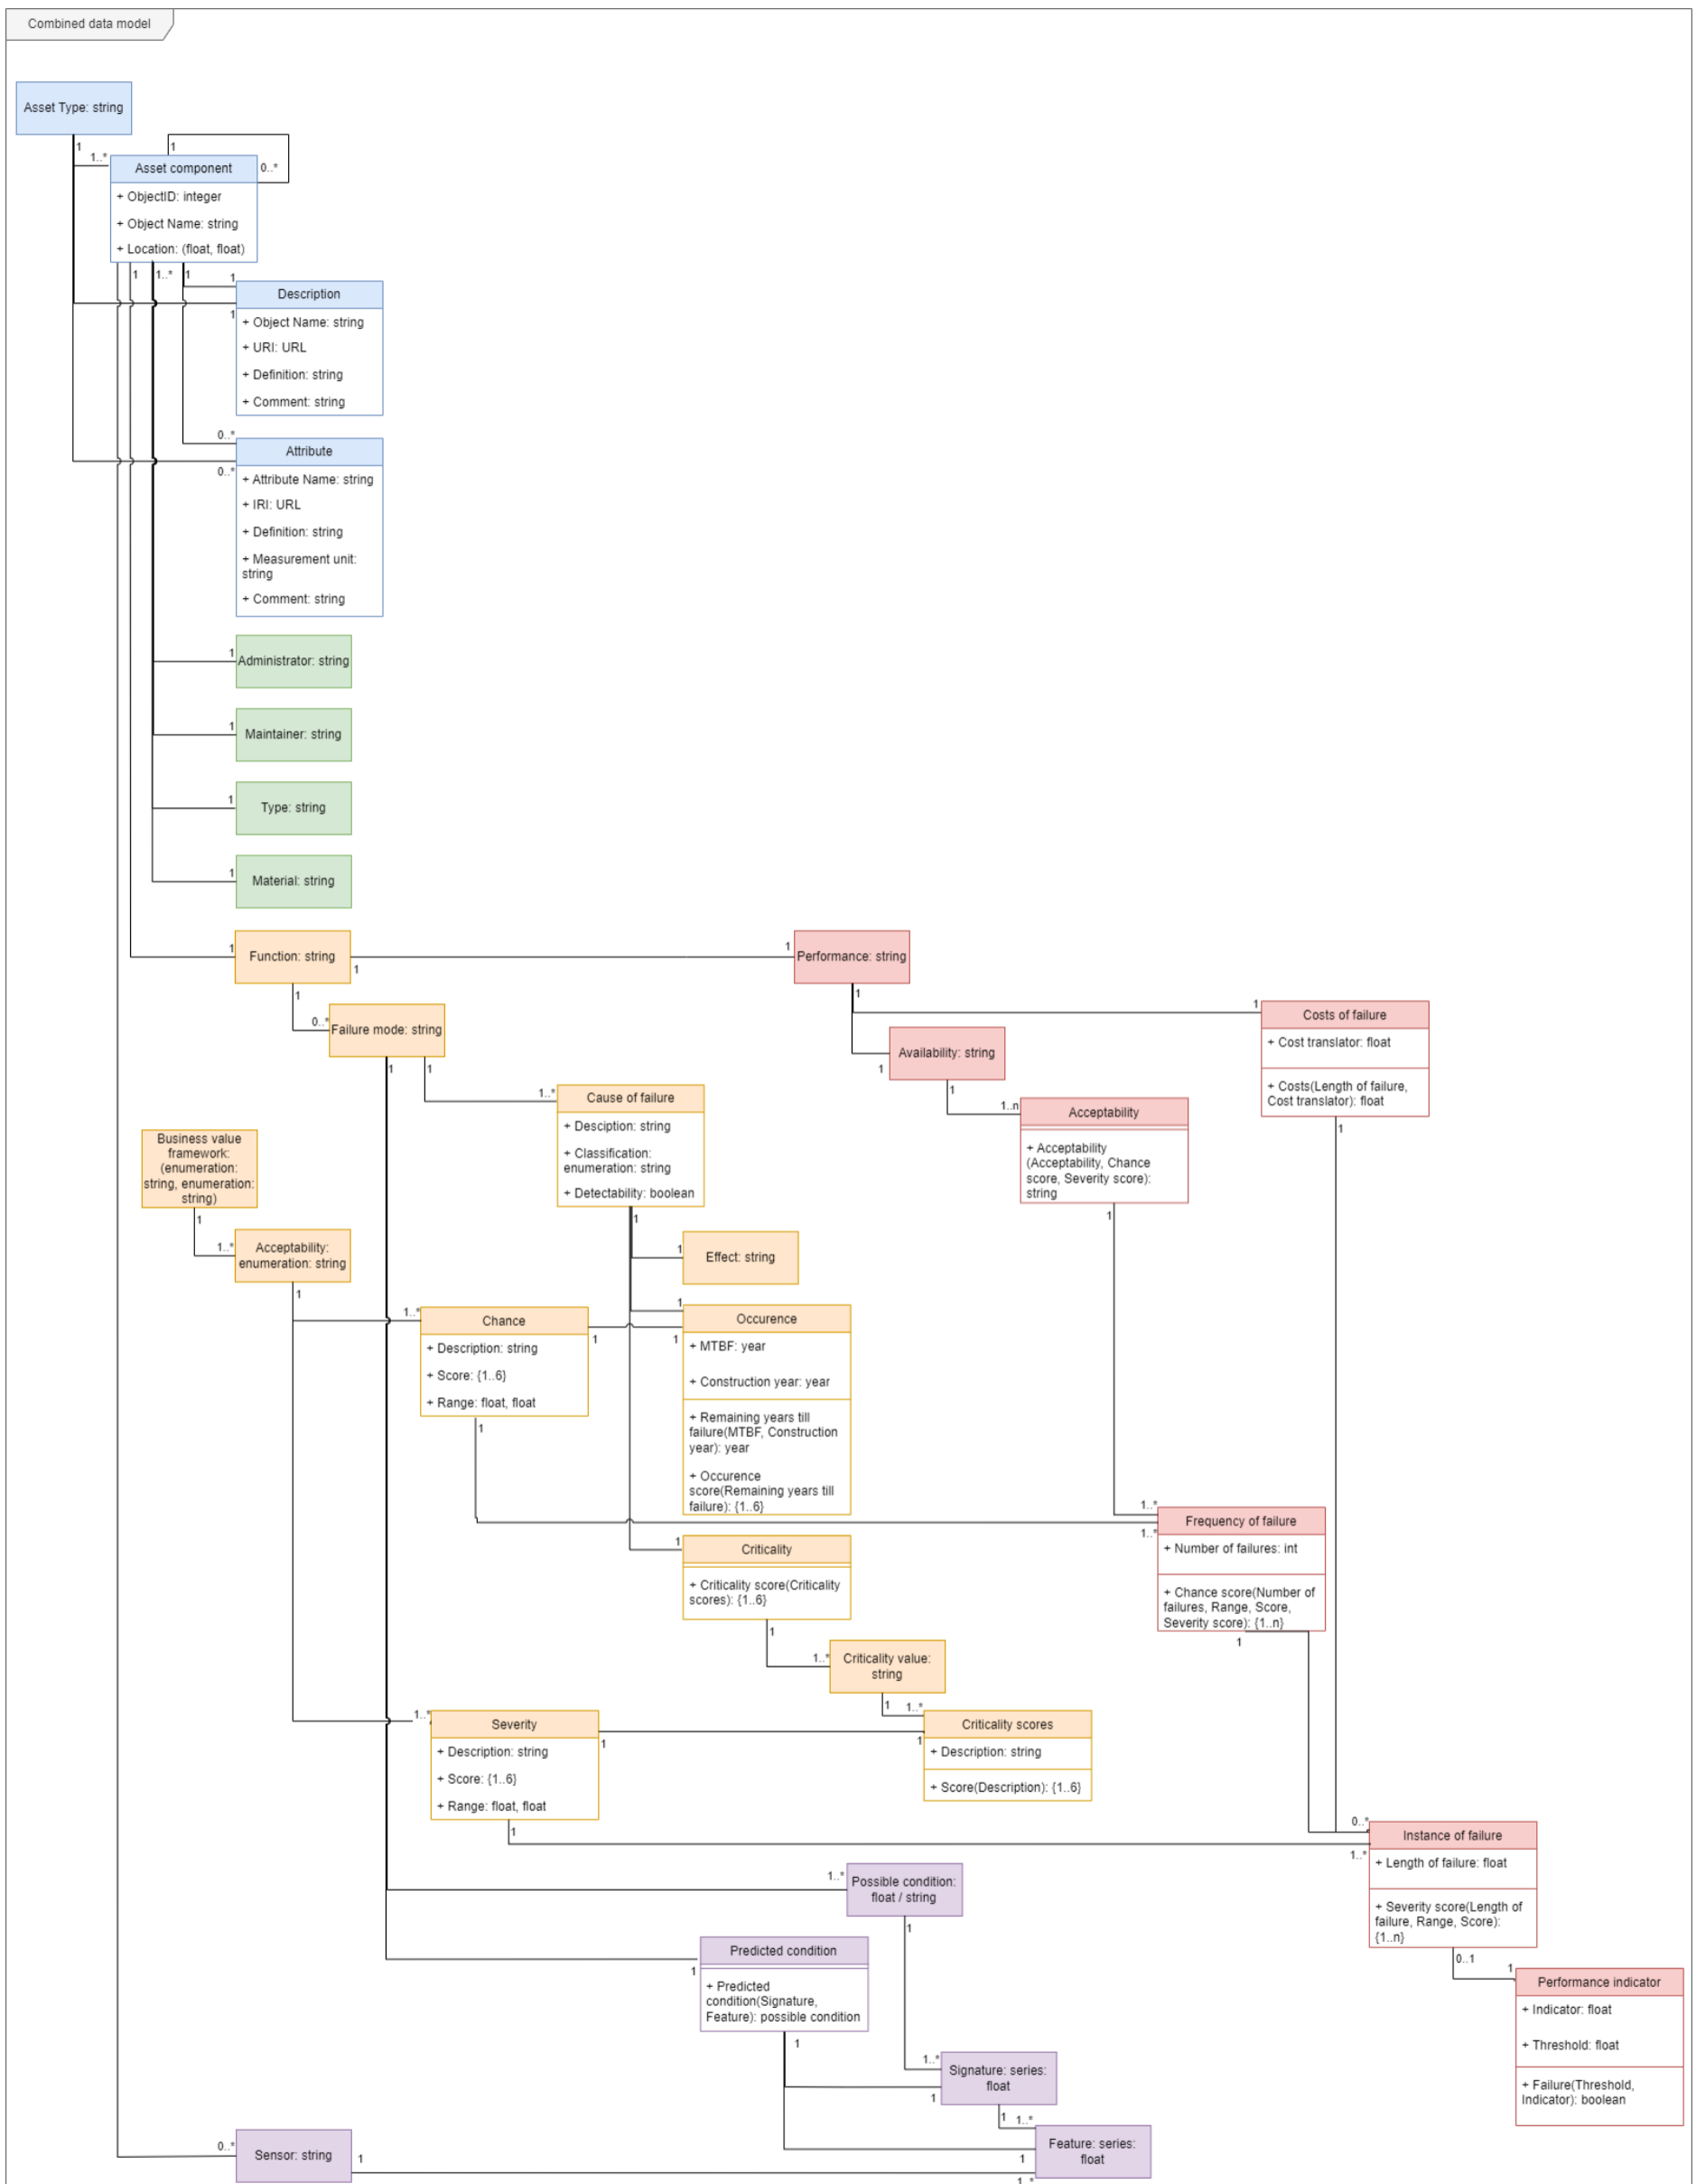 Combined data model
Asset Type: string
1
1..*
1
0..*
Asset component
+ ObjectID: integer
+ Object Name: string
+ Location: (float, float)
1
1..*
1
1
1
Description
+ Object Name: string
+ URI: URL
+ Definition: string
+ Comment: string
0..*
0..*
Attribute
+ Attribute Name: string
+ IRI: URL
+ Definition: string
+ Measurement unit:
string
+ Comment: string
1
Administrator: string
1
Maintainer: string
1
Type: string
1
Material: string
1
Function: string
1
1
Performance: string
1
1
0..*
Failure mode: string
1
1
1
Availability: string
1
1
Costs of failure
+ Cost translator: float
+ Costs(Length of failure,
Cost translator): float
1
1..*
Cause of failure
+ Desciption: string
+ Classification:
enumeration: string
+ Detectability: boolean
1
1..n
Acceptability
+ Acceptability
(Acceptability, Chance
score, Severity score):
string
1
Business value
framework:
(enumeration:
string, enumeration:
string)
1
1..*
Acceptability:
enumeration: string
1
1
Effect: string
1..*
Chance
+ Description: string
+ Score: {1..6}
+ Range: float, float
1
1
1
1
Occurence
+ MTBF: year
+ Construction year: year
+ Remaining years till
failure(MTBF, Construction
year): year
+ Occurence
score(Remaining years till
failure): {1..6}
1..*
1..*
Frequency of failure
+ Number of failures: int
+ Chance score(Number of
failures, Range, Score,
Severity score): {1..n}
1
1
Criticality
+ Criticality score(Criticality
scores): {1..6}
1
1..*
Criticality value:
string
1
1..*
1..*
Severity
+ Description: string
+ Score: {1..6}
+ Range: float, float
1
1
1
Criticality scores
+ Description: string
+ Score(Description): {1..6}
0..*
1..*
Instance of failure
+ Length of failure: float
+ Severity score(Length of
failure, Range, Score):
{1..n}
0..1
1
1..*
Possible condition:
float / string
1
1
Predicted condition
+ Predicted
condition(Signature,
Feature): possible condition
1
Performance indicator
+ Indicator: float
+ Threshold: float
+ Failure(Threshold,
Indicator): boolean
1..*
1
Signature: series:
float
1
1..*
0..*
Sensor: string
1
1
1..*
Feature: series:
float